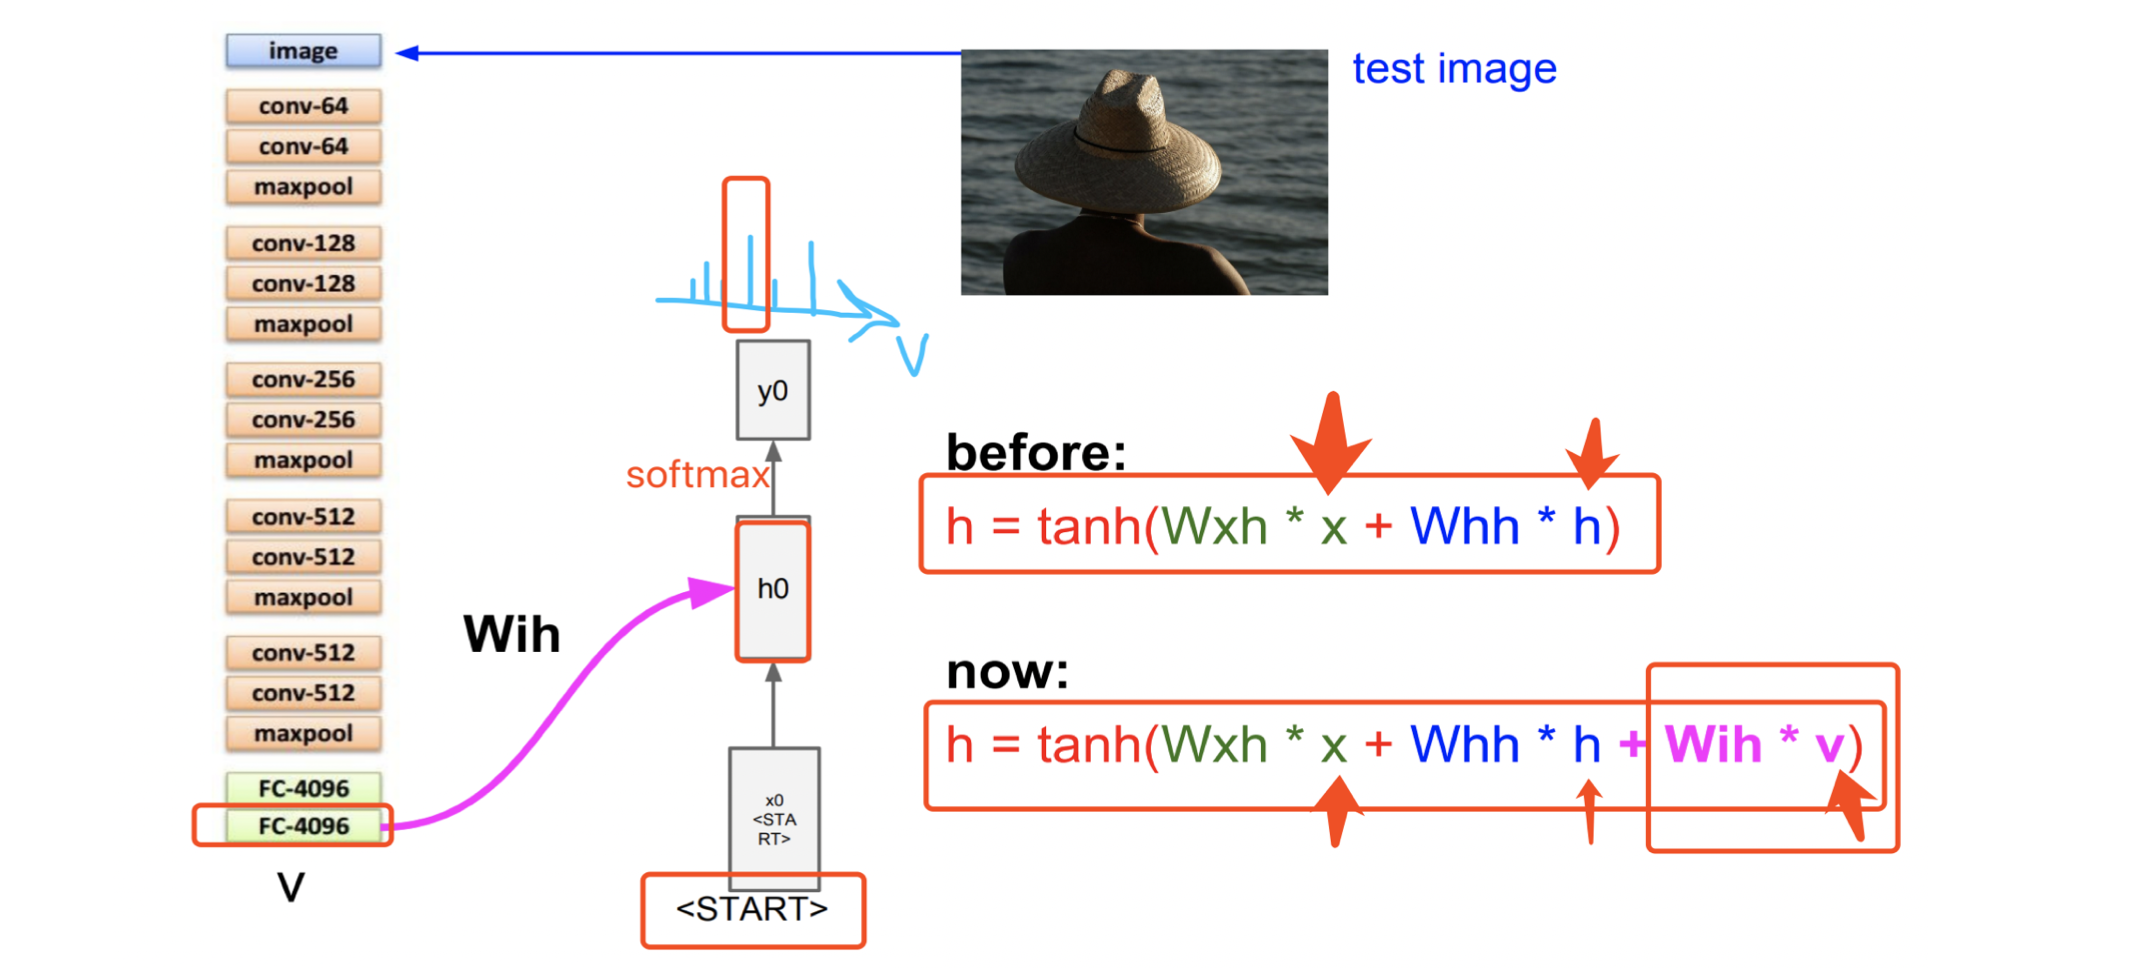 image
conv-64
conv-64
maxpool
conv-128
conv-128
maxpool
conv-256
conv-256
maxpool
conv-512
conv-512
maxpool
conv-512
conv-512
maxpool
FC-4096
FC-4096
v
Wih
V
y0
softmax
h0
x0
<STA
RT>
<START>
test image
before:
h = tanh(Wxh * x + Whh * h)
now:
h = tanh(Wxh * x + Whh * h + Wih * v)